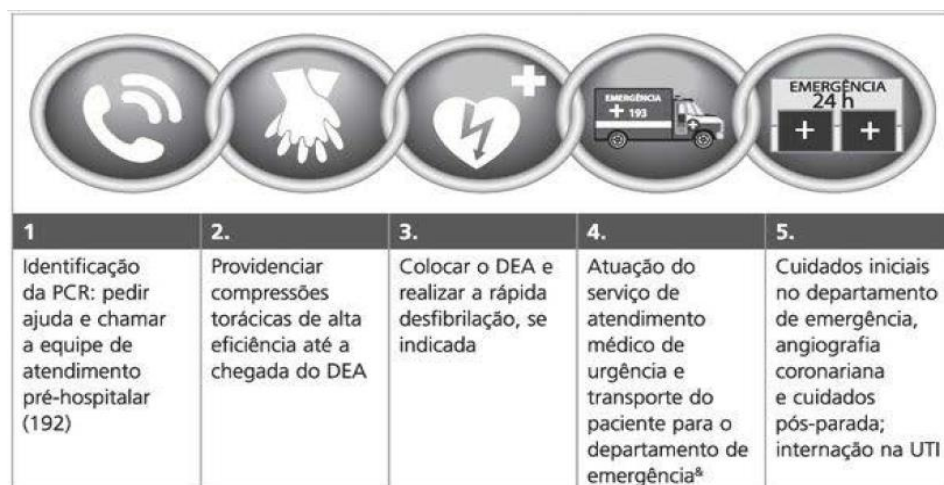 EMERGÊNCIA
+ 193
EMERGÊNCIA
24 h
1
Identificação
da PCR: pedir
ajuda e chamar
a equipe de
atendimento
pré-hospitalar
(192)
2.
Providenciar
compressões
torácicas de alta
eficiência até a
chegada do DEA
3.
Colocar o DEA e
realizar a rápida
desfibrilação, se
indicada
4.
Atuação do
serviço de
atendimento
médico de
urgência e
transporte do
paciente para o
departamento de
emergência&
5.
Cuidados iniciais
no departamento
de emergência,
angiografia
coronariana
e cuidados
pós-parada;
internação na UTI